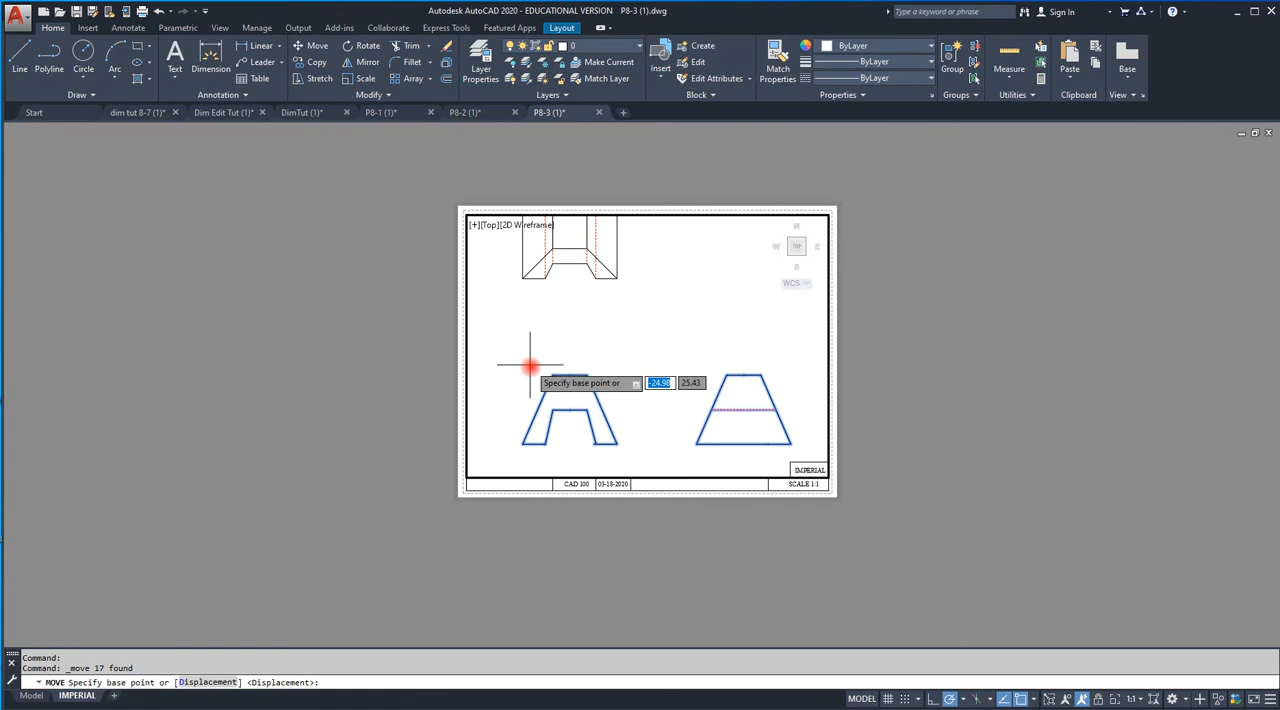 Autodesk AutoCAD 2020 - EDUCATIONAL VERSION P8-3 (1).dwg
Type a keyword or phrase
Sign In
Home Insert Annotate Parametric View Manage Output Add-ins Collaborate Express Tools Featured Apps Layout
Line Polyline Circle Arc
Draw
Text Dimension
Linear
Leader
Table
Annotation
Move Rotate Trim
Copy Mirror Fillet
Stretch Scale Array
Modify
Layer Properties
0
Make Current
Match Layer
Layers
Insert
Create
Edit
Edit Attributes
Block
Match Properties
ByLayer
ByLayer
ByLayer
Properties
Group
Groups
Measure
Utilities
Paste
Clipboard
Base
View
Start dim tut 8-7 (1)* Dim Edit Tut (1)* DimTut (1)* P8-1 (1)* P8-2 (1)* P8-3 (1)*
[+][Top][2D Wireframe]
TOP
W
E
WCS
Specify base point or -24.98 25.43
IMPERIAL
CAD 100 03-18-2020 SCALE 1:1
Command:
Command: _move 17 found
MOVE Specify base point or [Displacement] <Displacement>:
Model IMPERIAL
MODEL 1:1